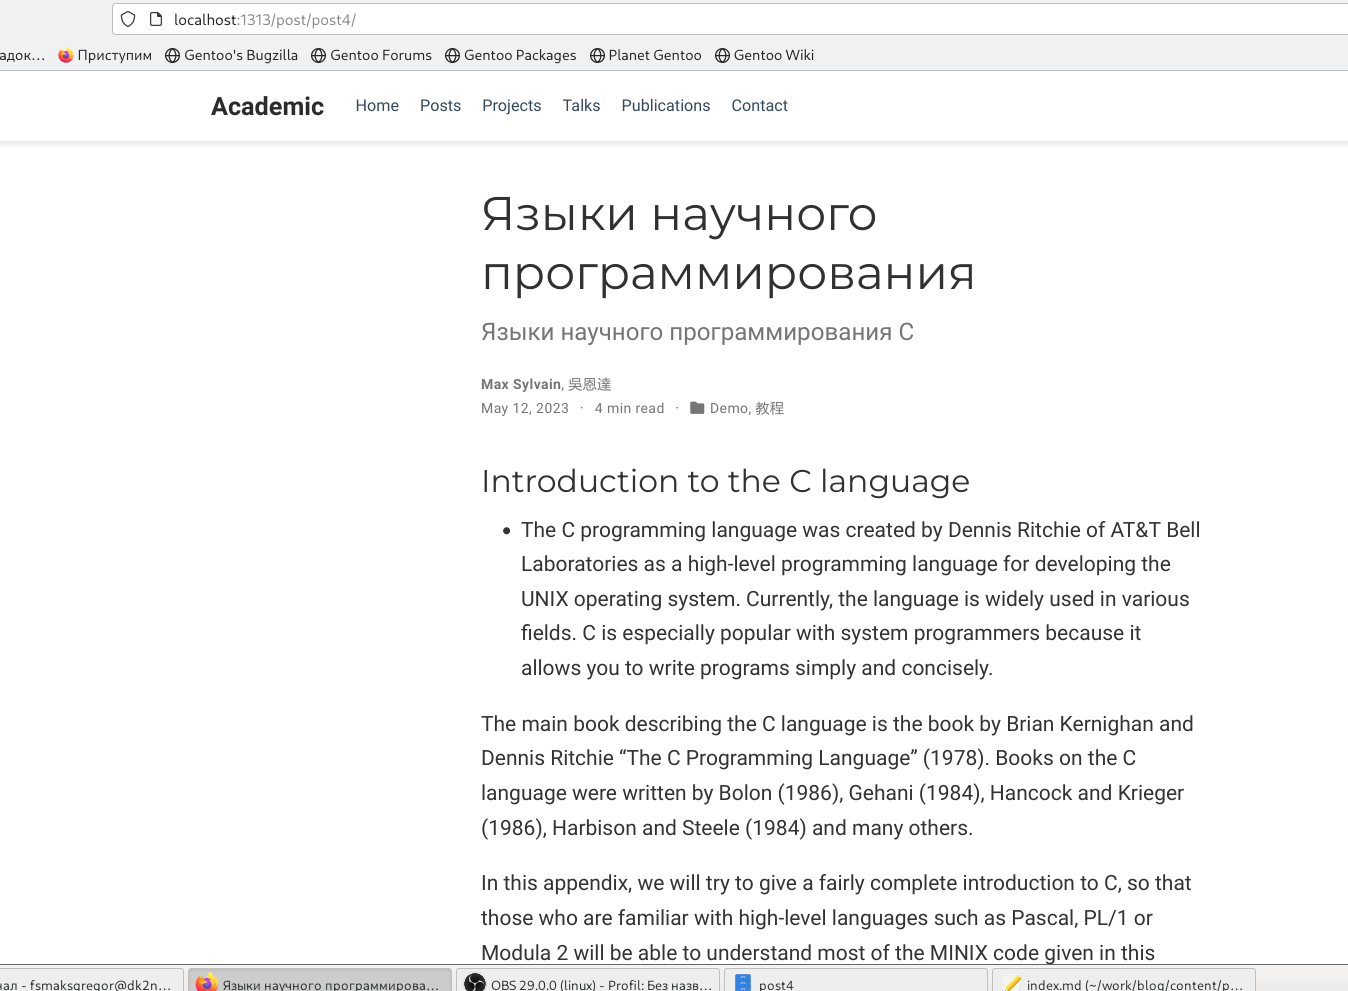 localhost:1313/post/post4/
адок... Приступим Gentoo's Bugzilla Gentoo Forums Gentoo Packages Planet Gentoo Gentoo Wiki
Academic Home Posts Projects Talks Publications Contact
Языки научного
программирования
Языки научного программирования C
Max Sylvain, 吳恩達
May 12, 2023 · 4 min read · Demo, 教程
Introduction to the C language
• The C programming language was created by Dennis Ritchie of AT&T Bell
Laboratories as a high-level programming language for developing the
UNIX operating system. Currently, the language is widely used in various
fields. C is especially popular with system programmers because it
allows you to write programs simply and concisely.
The main book describing the C language is the book by Brian Kernighan and
Dennis Ritchie “The C Programming Language” (1978). Books on the C
language were written by Bolon (1986), Gehani (1984), Hancock and Krieger
(1986), Harbison and Steele (1984) and many others.
In this appendix, we will try to give a fairly complete introduction to C, so that
those who are familiar with high-level languages such as Pascal, PL/1 or
Modula 2 will be able to understand most of the MINIX code given in this
нал - fsmaksgregor@dk2n... Языки научного программирова... OBS 29.0.0 (linux) - Profil: Без назв... post4 index.md (~/work/blog/content/p...